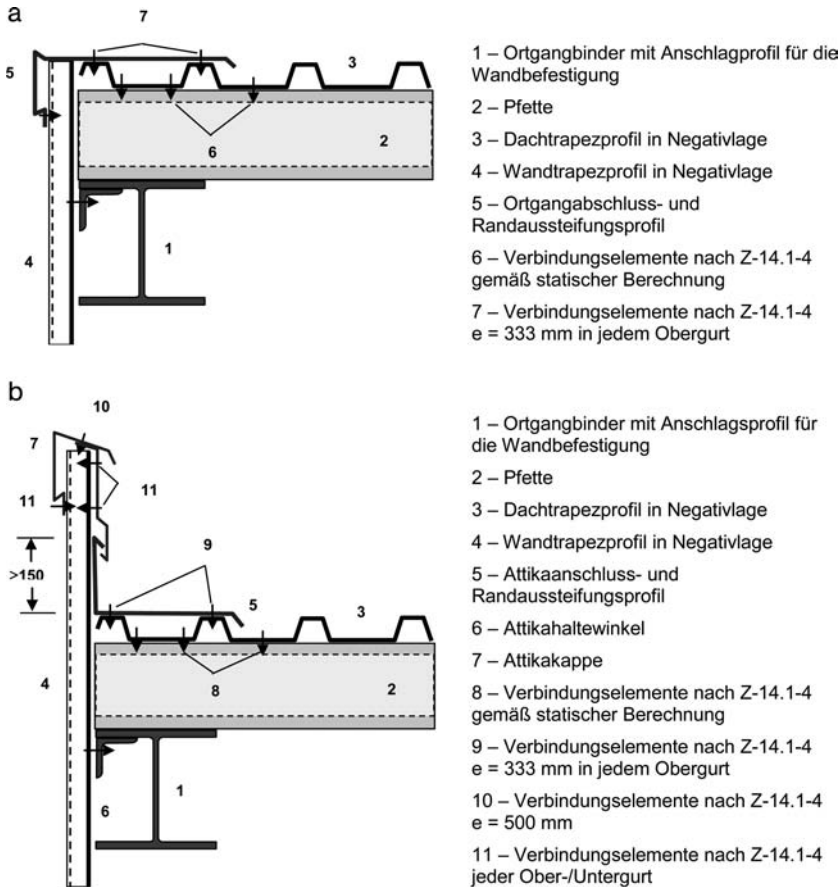 a
7
5
3
6
2
1
4
1 – Ortgangbinder mit Anschlagprofil für die
Wandbefestigung
2 – Pfette
3 – Dachtrapezprofil in Negativlage
4 – Wandtrapezprofil in Negativlage
5 – Ortgangabschluss- und
Randaussteifungsprofil
6 – Verbindungselemente nach Z-14.1-4
gemäß statischer Berechnung
7 – Verbindungselemente nach Z-14.1-4
e = 333 mm in jedem Obergurt
b
10
7
11
11
9
>150
5
3
4
8
2
6
1
1 – Ortgangbinder mit Anschlagsprofil für
die Wandbefestigung
2 – Pfette
3 – Dachtrapezprofil in Negativlage
4 – Wandtrapezprofil in Negativlage
5 – Attikaanschluss- und
Randaussteifungsprofil
6 – Attikahaltewinkel
7 – Attikakappe
8 – Verbindungselemente nach Z-14.1-4
gemäß statischer Berechnung
9 – Verbindungselemente nach Z-14.1-4
e = 333 mm in jedem Obergurt
10 – Verbindungselemente nach Z-14.1-4
e = 500 mm
11 – Verbindungselemente nach Z-14.1-4
jeder Ober-/Untergurt